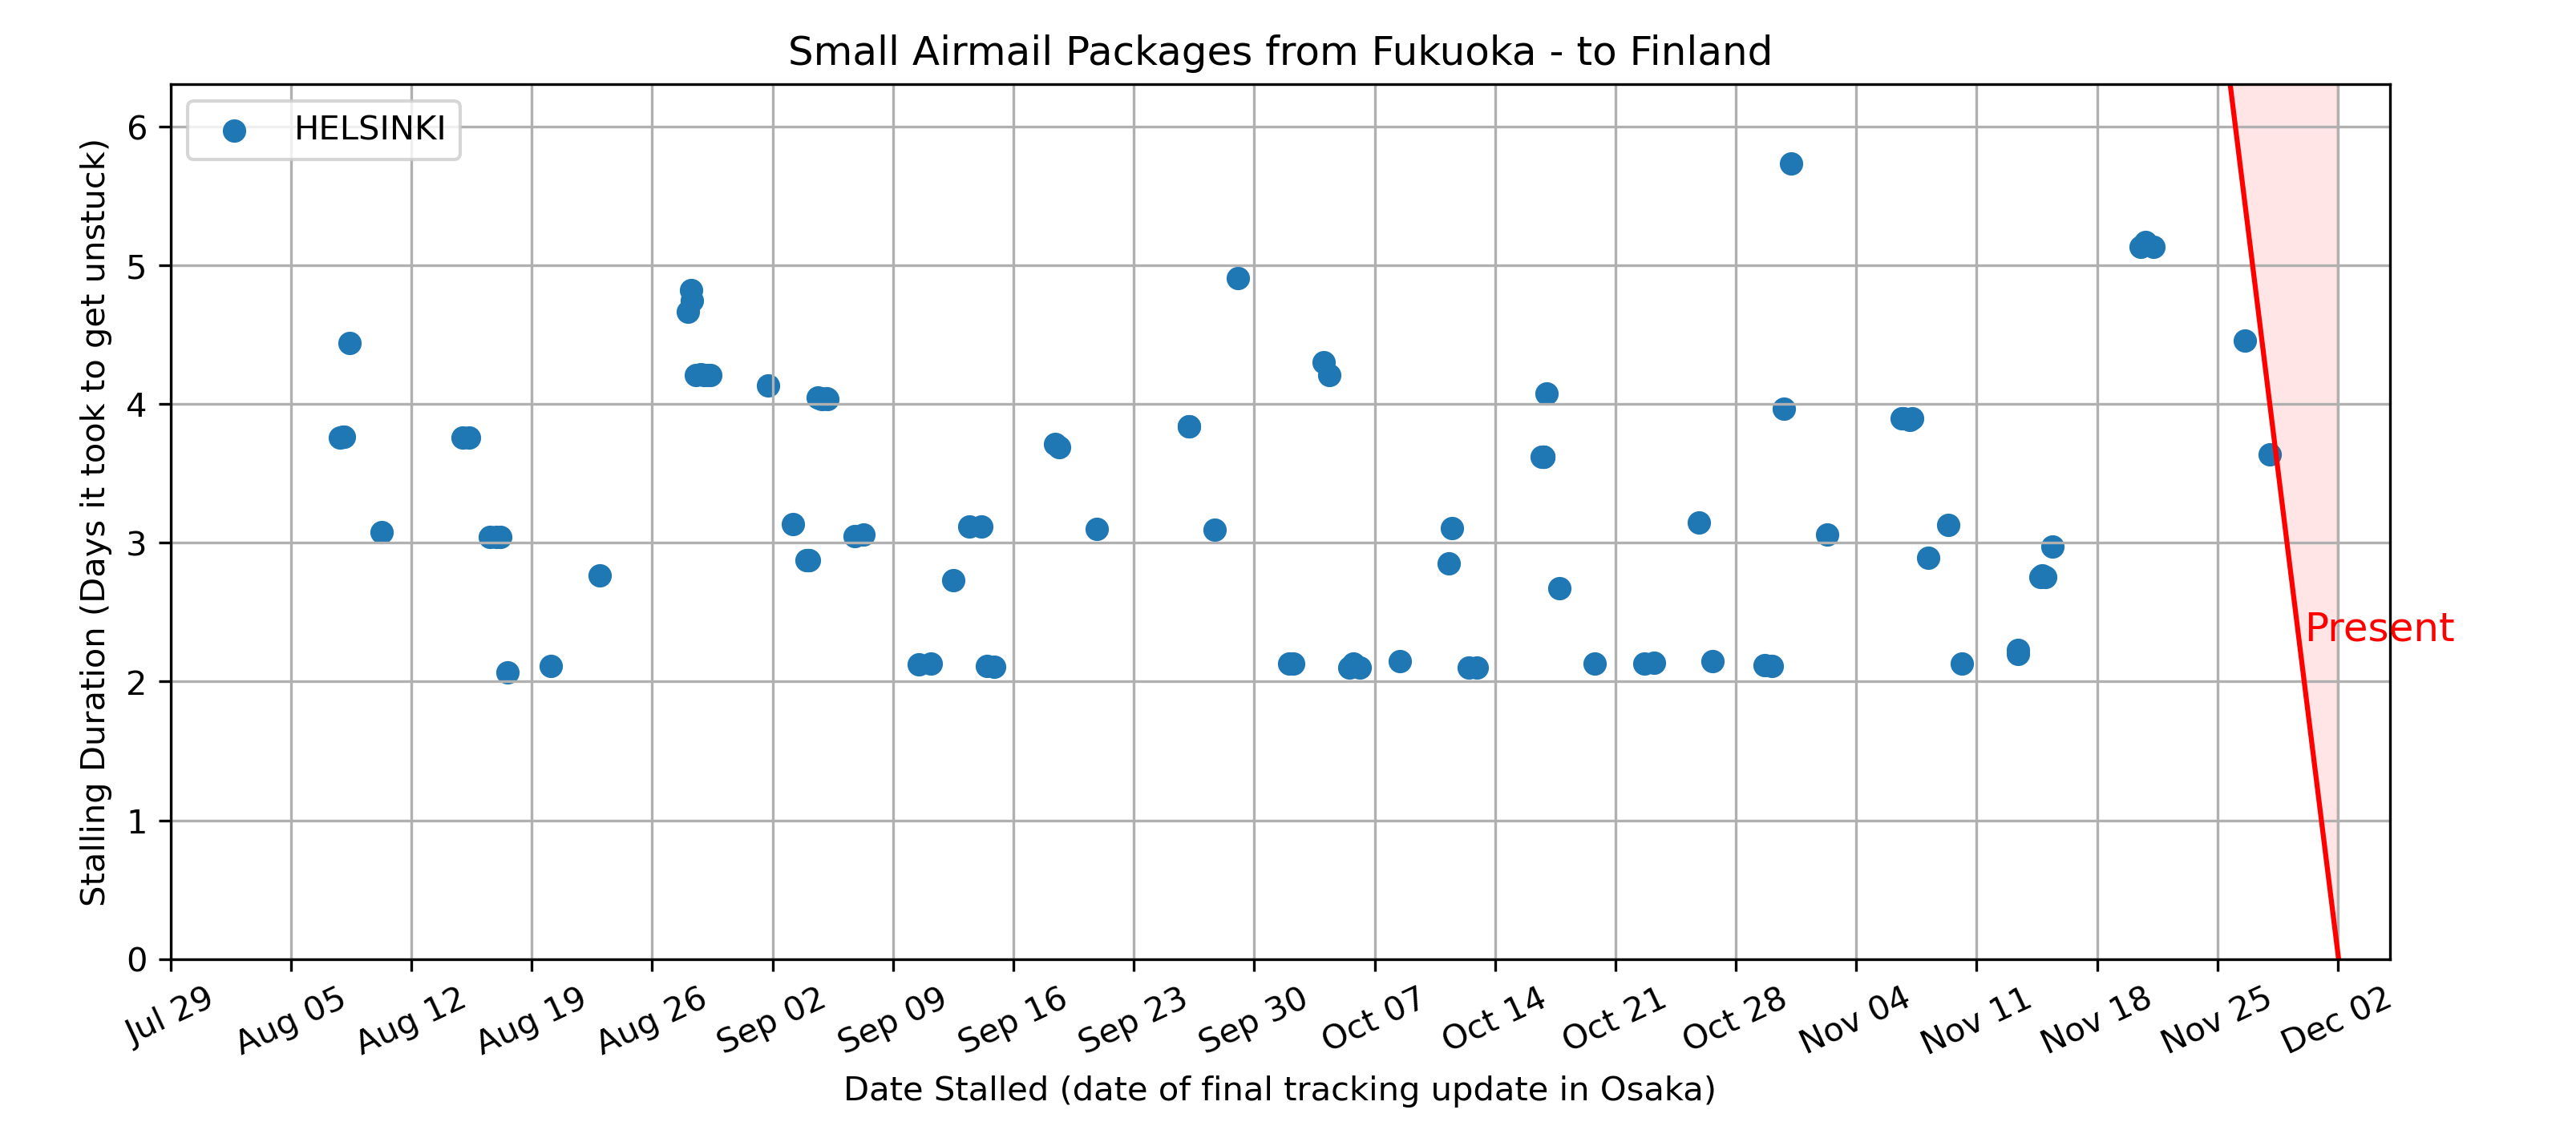 Small Airmail Packages from Fukuoka - to Finland
HELSINKI
Stalling Duration (Days it took to get unstuck)
6
5
4
3
2
1
0
Present
Jul 29
Aug 05
Aug 12
Aug 19
Aug 26
Sep 02
Sep 09
Sep 16
Sep 23
Sep 30
Oct 07
Oct 14
Oct 21
Oct 28
Nov 04
Nov 11
Nov 18
Nov 25
Dec 02
Date Stalled (date of final tracking update in Osaka)